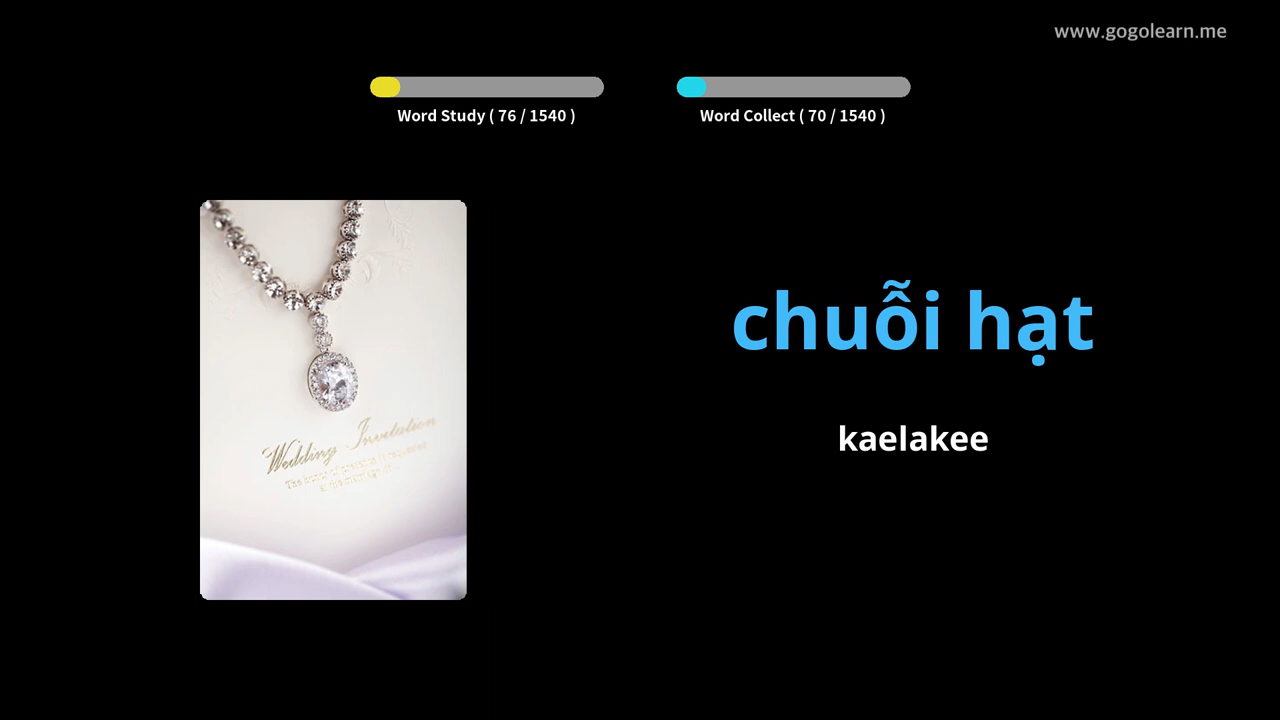 www.gogolearn.me
Word Study ( 76 / 1540 )
Word Collect ( 70 / 1540 )
chuỗi hạt
kaelakee
Wedding Invitation